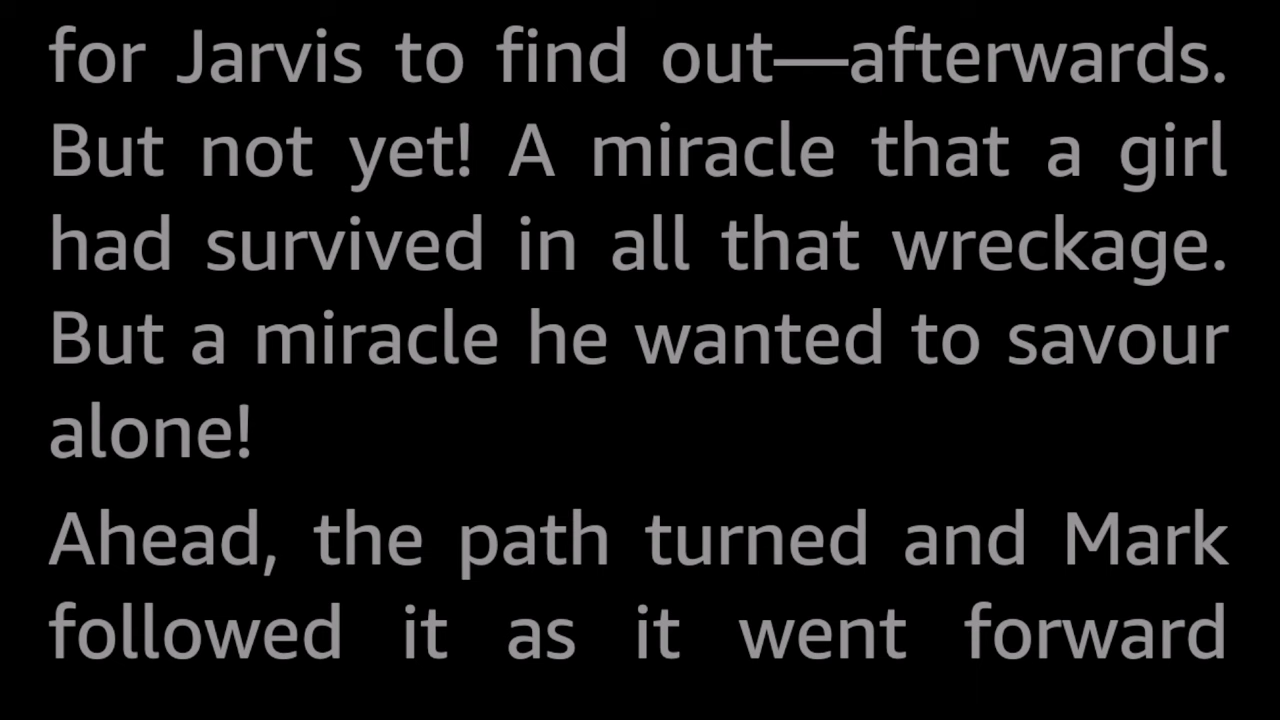 for Jarvis to find out—afterwards.
But not yet! A miracle that a girl
had survived in all that wreckage.
But a miracle he wanted to savour
alone!
Ahead, the path turned and Mark
followed it as it went forward